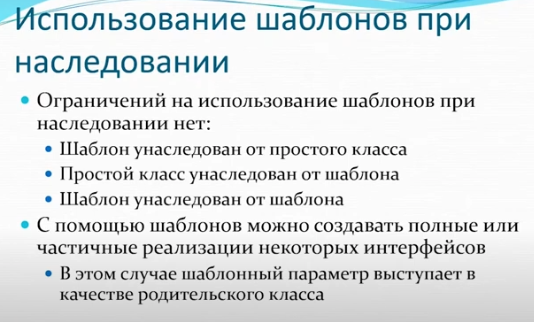 Использование шаблонов при
наследовании
Ограничений на использование шаблонов при
наследовании нет:
Шаблон унаследован от простого класса
Простой класс унаследован от шаблона
Шаблон унаследован от шаблона
С помощью шаблонов можно создавать полные или
частичные реализации некоторых интерфейсов
В этом случае шаблонный параметр выступает в
качестве родительского класса